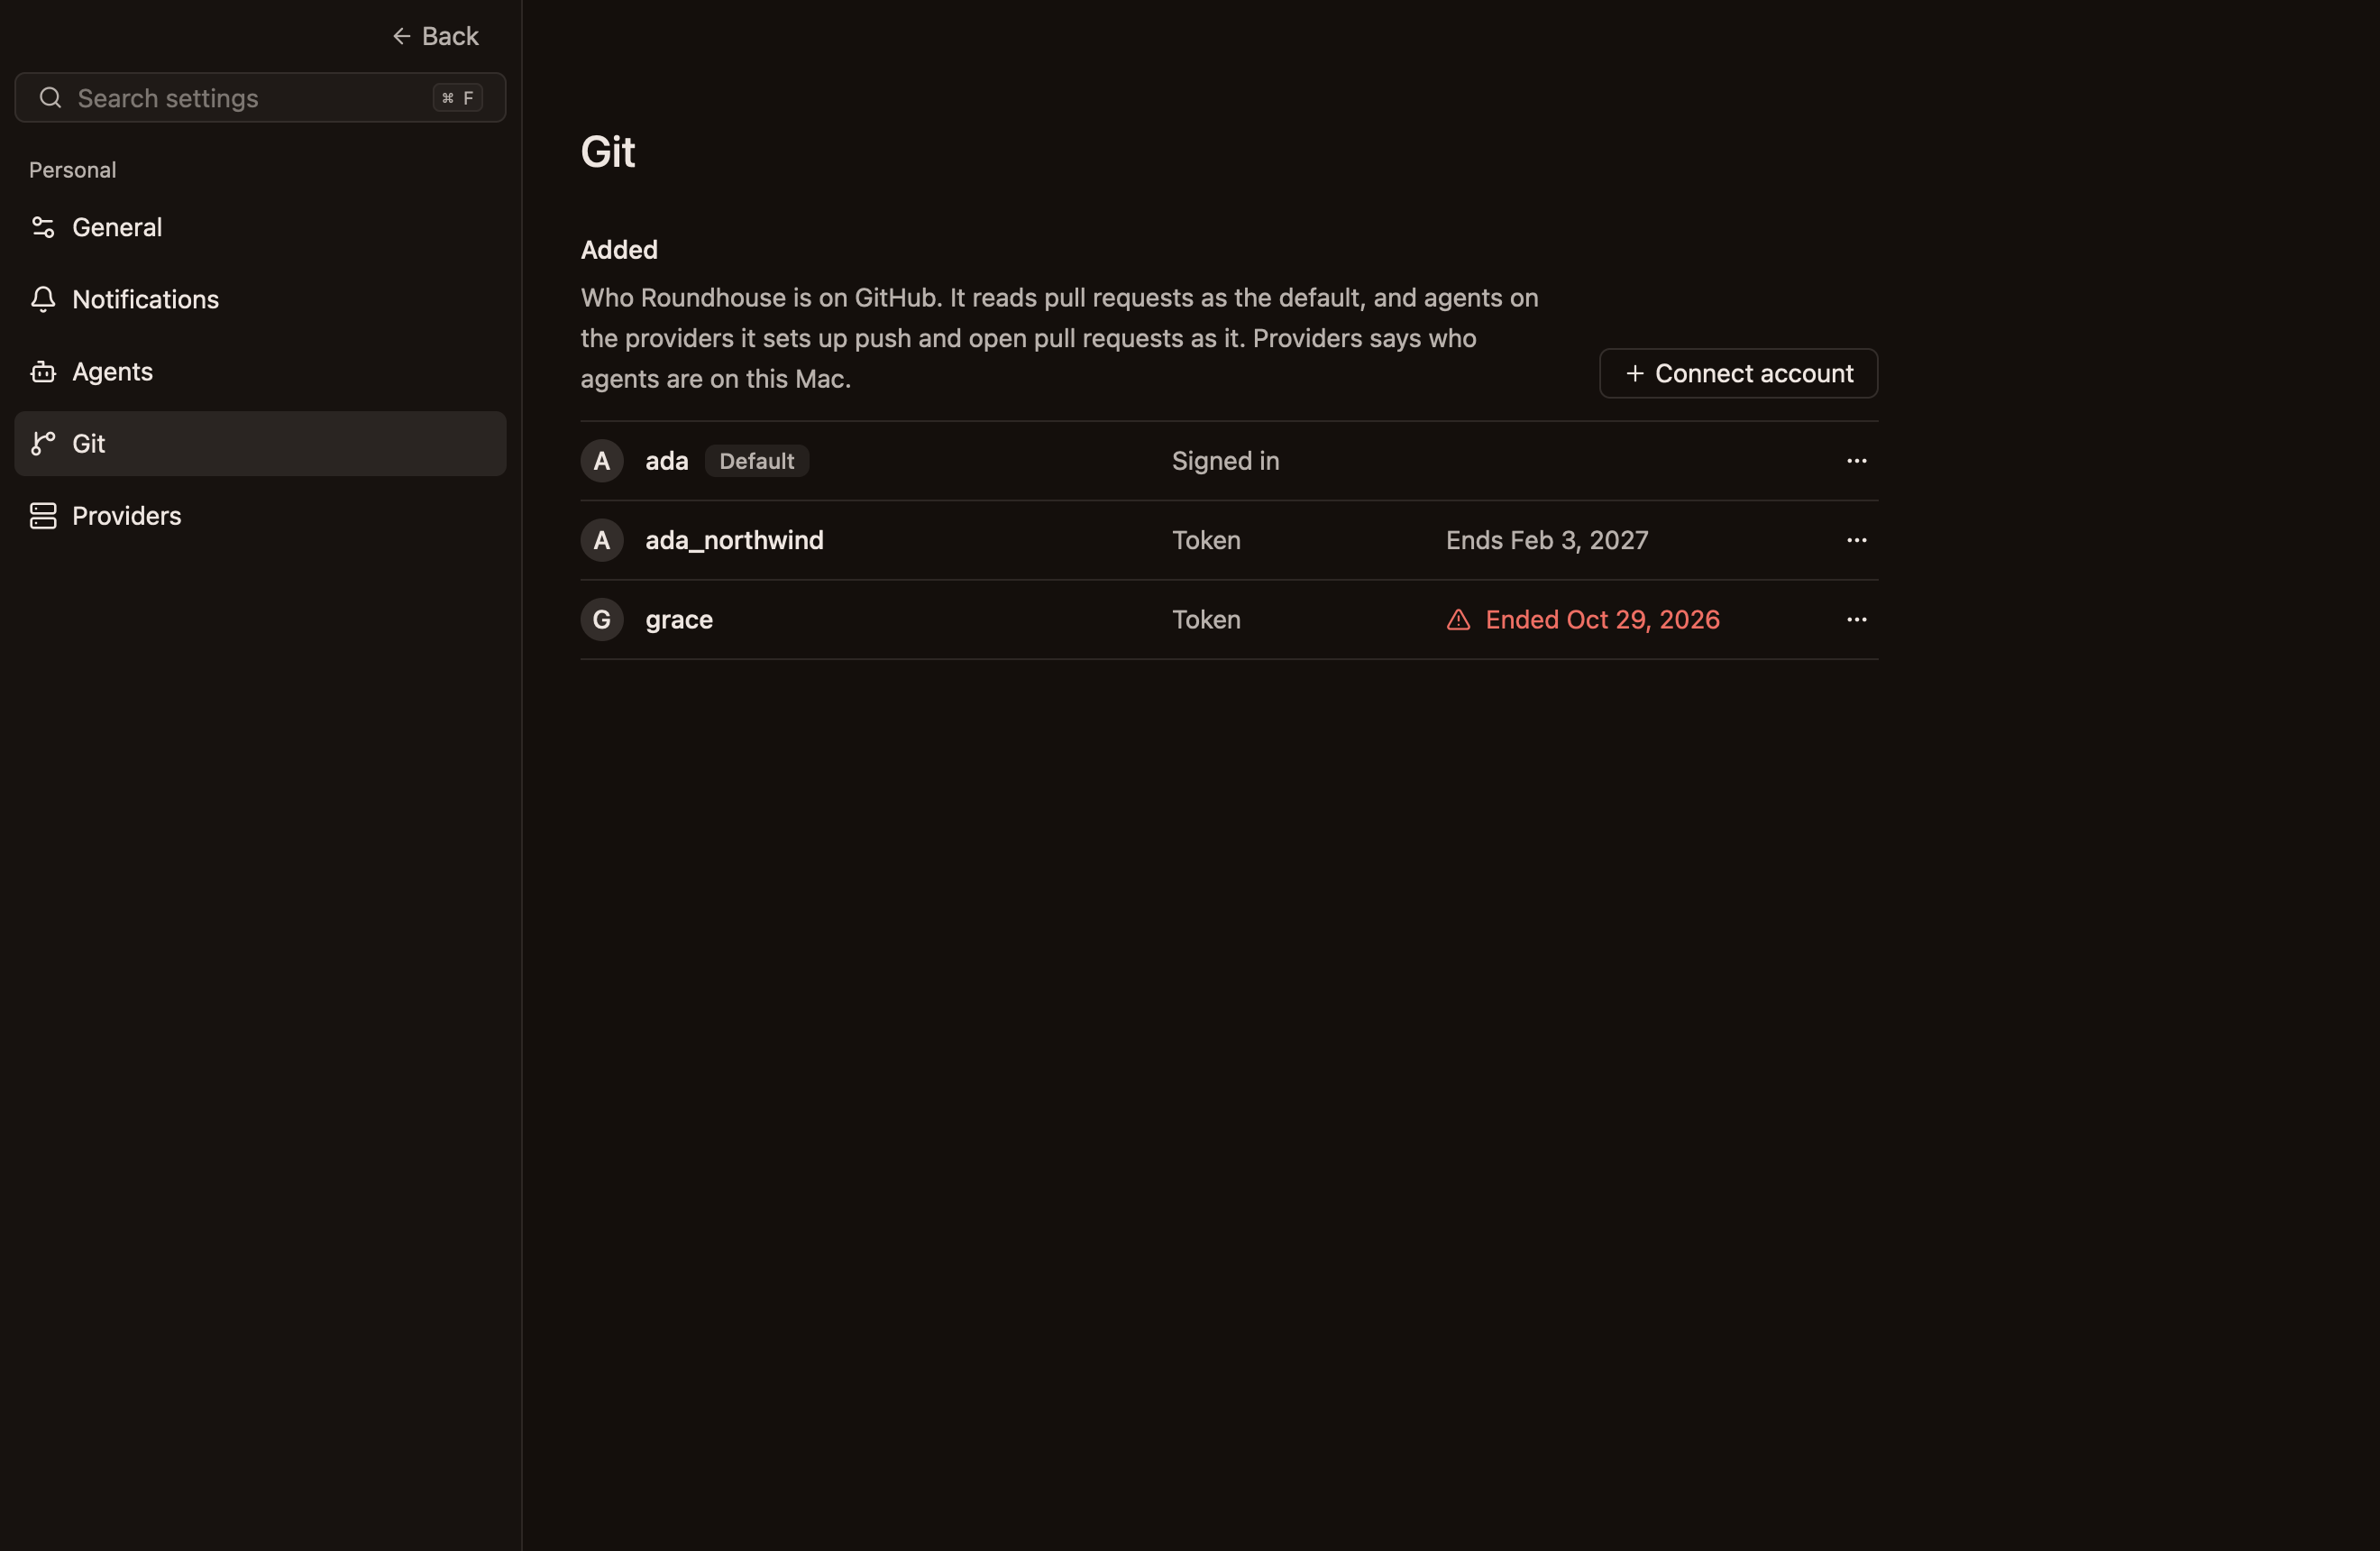 Back
Search settings
⌘ F
Personal
General
Notifications
Agents
Git
Providers
Git
Added
Who Roundhouse is on GitHub. It reads pull requests as the default, and agents on
the providers it sets up push and open pull requests as it. Providers says who
agents are on this Mac.
Connect account
A ada Default Signed in
A ada_northwind Token Ends Feb 3, 2027
G grace Token Ended Oct 29, 2026